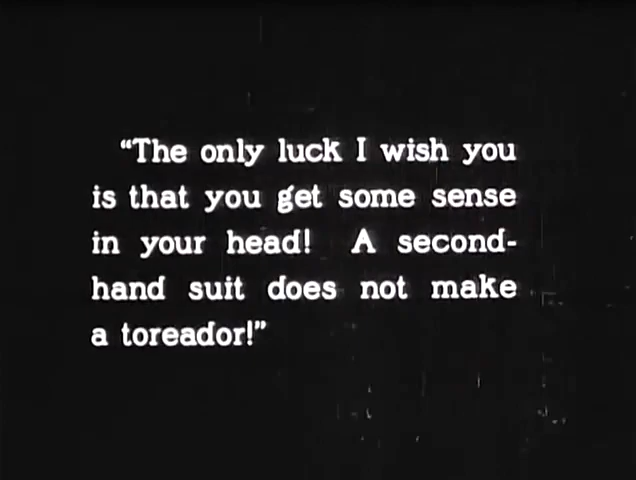 “The only luck I wish you
is that you get some sense
in your head! A second-
hand suit does not make
a toreador!”